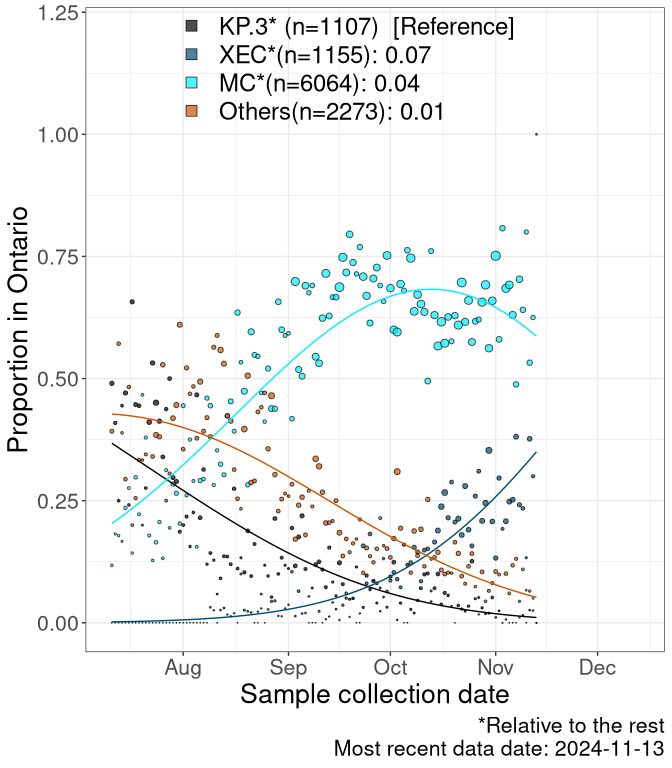 KP.3* (n=1107)  [Reference]
XEC*(n=1155): 0.07
MC*(n=6064): 0.04
Others(n=2273): 0.01
Proportion in Ontario
1.25
1.00
0.75
0.50
0.25
0.00
Aug Sep Oct Nov Dec
Sample collection date
*Relative to the rest
Most recent data date: 2024-11-13